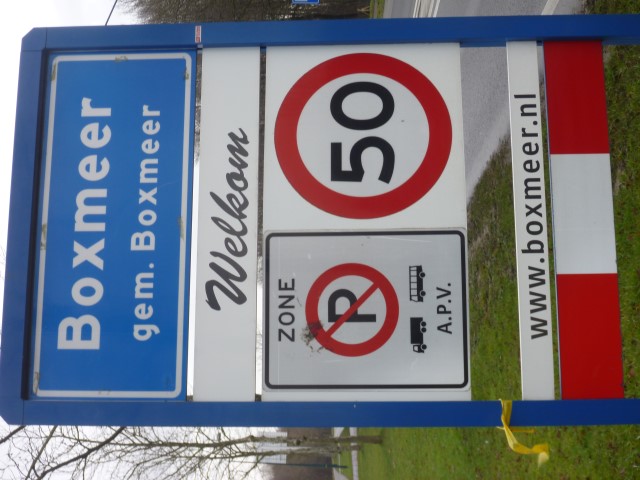 Boxmeer
gem. Boxmeer
Welkom
50
ZONE
P
A.P.V.
www.boxmeer.nl